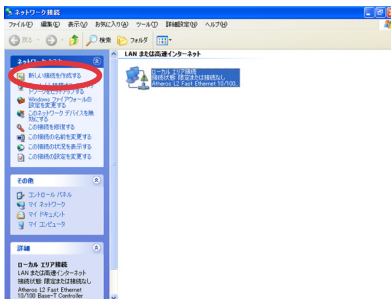 ネットワーク接続
ファイル(F) 編集(E) 表示(V) お気に入り(A) ツール(T) 詳細設定(N) ヘルプ(H)
戻る 検索 フォルダ
ネットワーク タスク
新しい接続を作成する
Windows ファイアウォールの
設定を変更する
このネットワーク デバイスを無
効にする
この接続を修復する
この接続の名前を変更する
この接続の状況を表示する
この接続の設定を変更する
その他
コントロール パネル
マイ ネットワーク
マイ ドキュメント
マイ コンピュータ
詳細
ローカル エリア接続
LAN または高速インターネット
接続状態 限定または接続なし
Atheros L2 Fast Ethernet
10/100 Base-T Controller
LAN または高速インターネット
ローカル エリア接続
接続状態 限定または接続なし,
Atheros L2 Fast Ethernet 10/100,